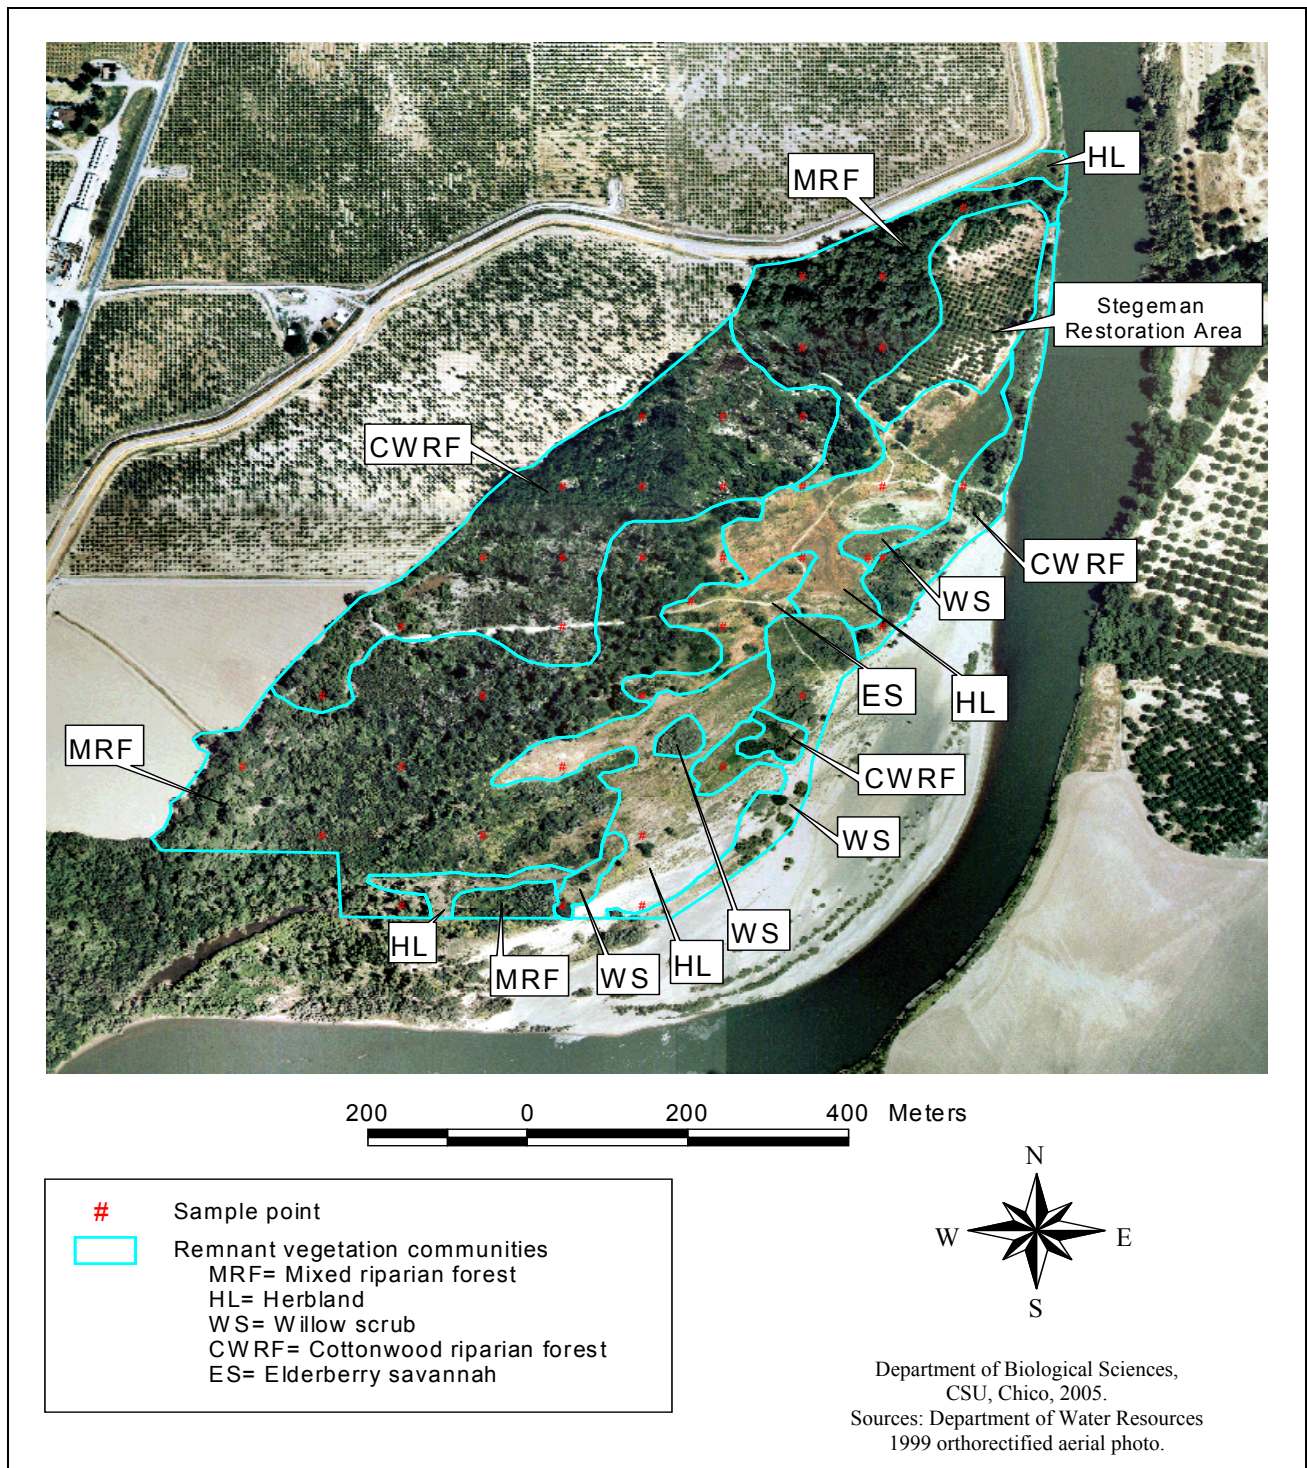 HL
MRF
Stegeman
Restoration Area
CWRF
CWRF
WS
ES
HL
MRF
CWRF
WS
WS
HL
MRF
WS
HL
200 0 200 400 Meters
# Sample point
Remnant vegetation communities
MRF= Mixed riparian forest
HL= Herbland
WS= Willow scrub
CWRF= Cottonwood riparian forest
ES= Elderberry savannah
N
W E
S
Department of Biological Sciences,
CSU, Chico, 2005.
Sources: Department of Water Resources
1999 orthorectified aerial photo.